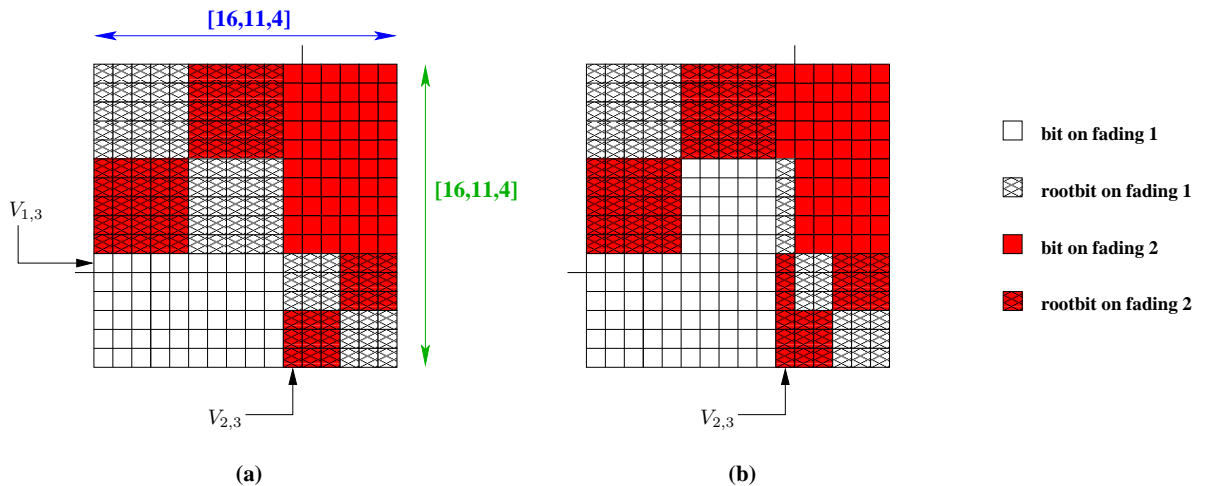 [16,11,4]
[16,11,4]
V1,3
V2,3
(a)
V2,3
(b)
bit on fading 1
rootbit on fading 1
bit on fading 2
rootbit on fading 2